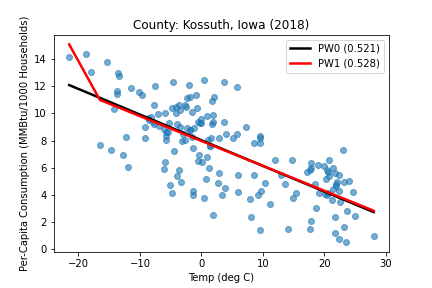 County: Kossuth, Iowa (2018)
PW0 (0.521)
PW1 (0.528)
Per-Capita Consumption (MMBtu/1000 Households)
14
12
10
8
6
4
2
0
−20 −10 0 10 20 30
Temp (deg C)